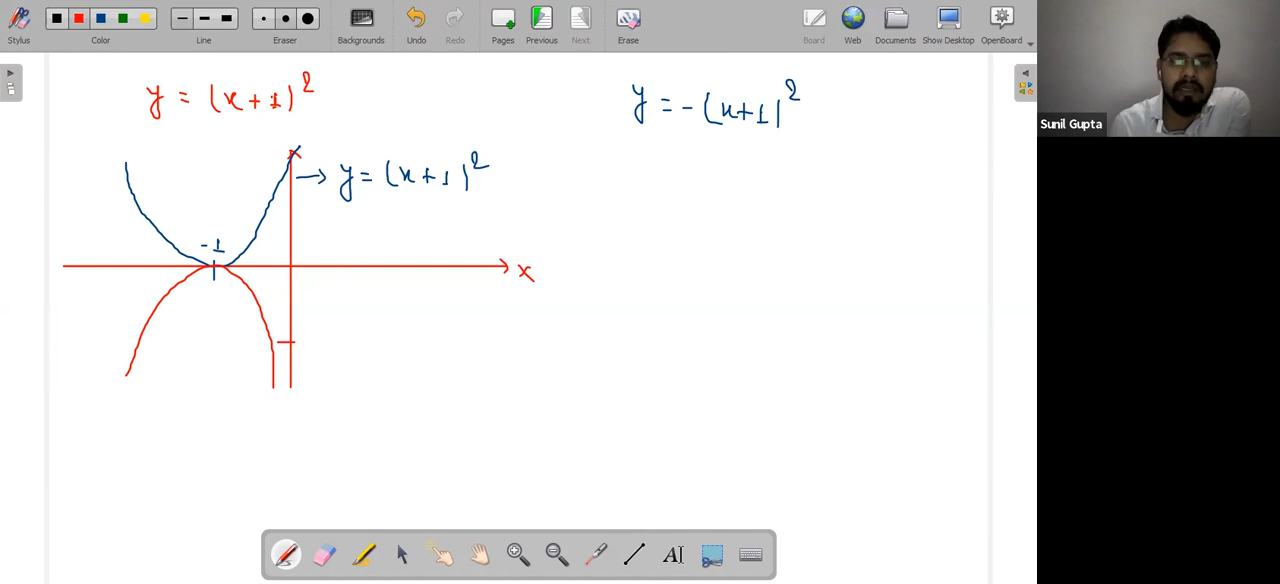 Stylus Color Line Eraser Backgrounds Undo Redo Pages Previous Next Erase Board Web Documents Show Desktop OpenBoard
y = (x+1)²
y = -(x+1)²
Sunil Gupta
→ y = (x+1)²
-1
x
AI